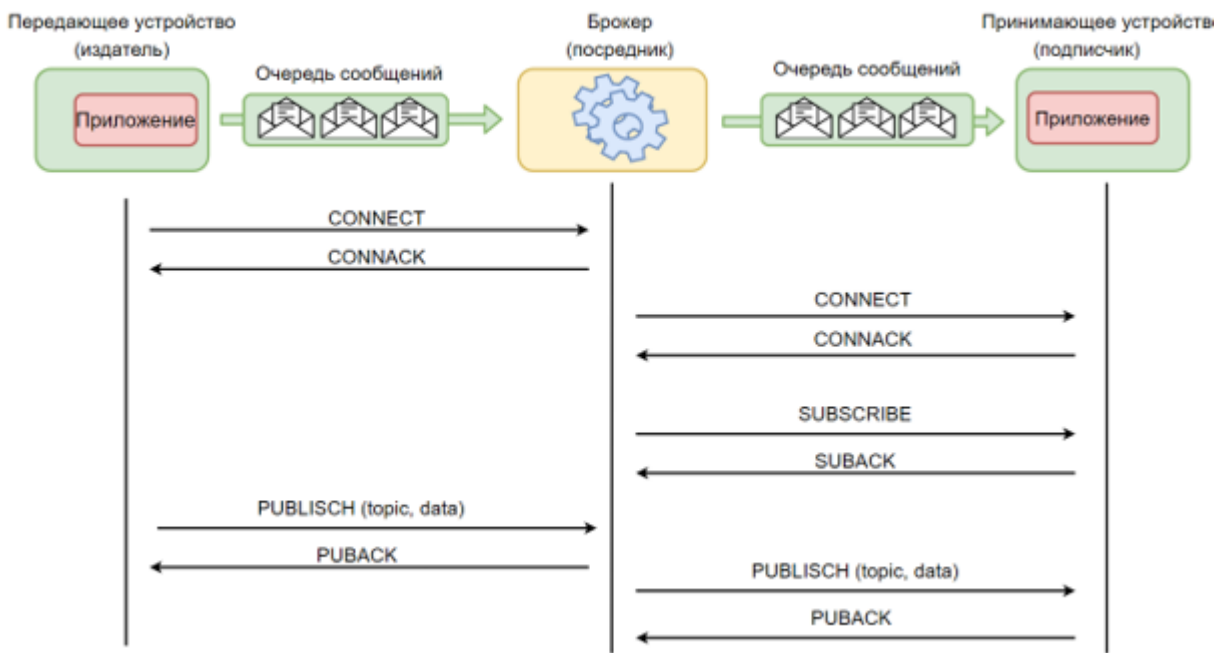 Передающее устройство
(издатель)
Брокер
(посредник)
Принимающее устройство
(подписчик)
Очередь сообщений
Очередь сообщений
Приложение
Приложение
CONNECT
CONNACK
CONNECT
CONNACK
SUBSCRIBE
SUBACK
PUBLISCH (topic, data)
PUBACK
PUBLISCH (topic, data)
PUBACK